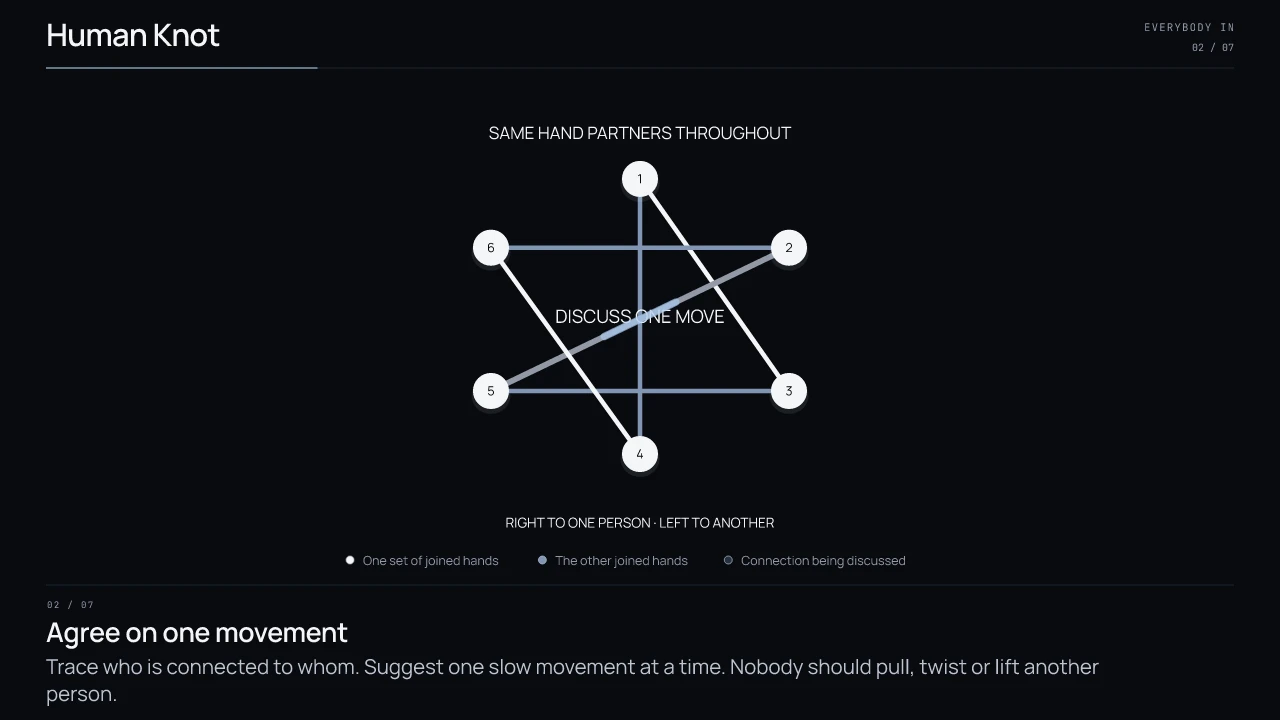 Human Knot
EVERYBODY IN
02 / 07
SAME HAND PARTNERS THROUGHOUT
1
6
2
DISCUSS ONE MOVE
5
3
4
RIGHT TO ONE PERSON · LEFT TO ANOTHER
One set of joined hands
The other joined hands
Connection being discussed
02 / 07
Agree on one movement
Trace who is connected to whom. Suggest one slow movement at a time. Nobody should pull, twist or lift another
person.